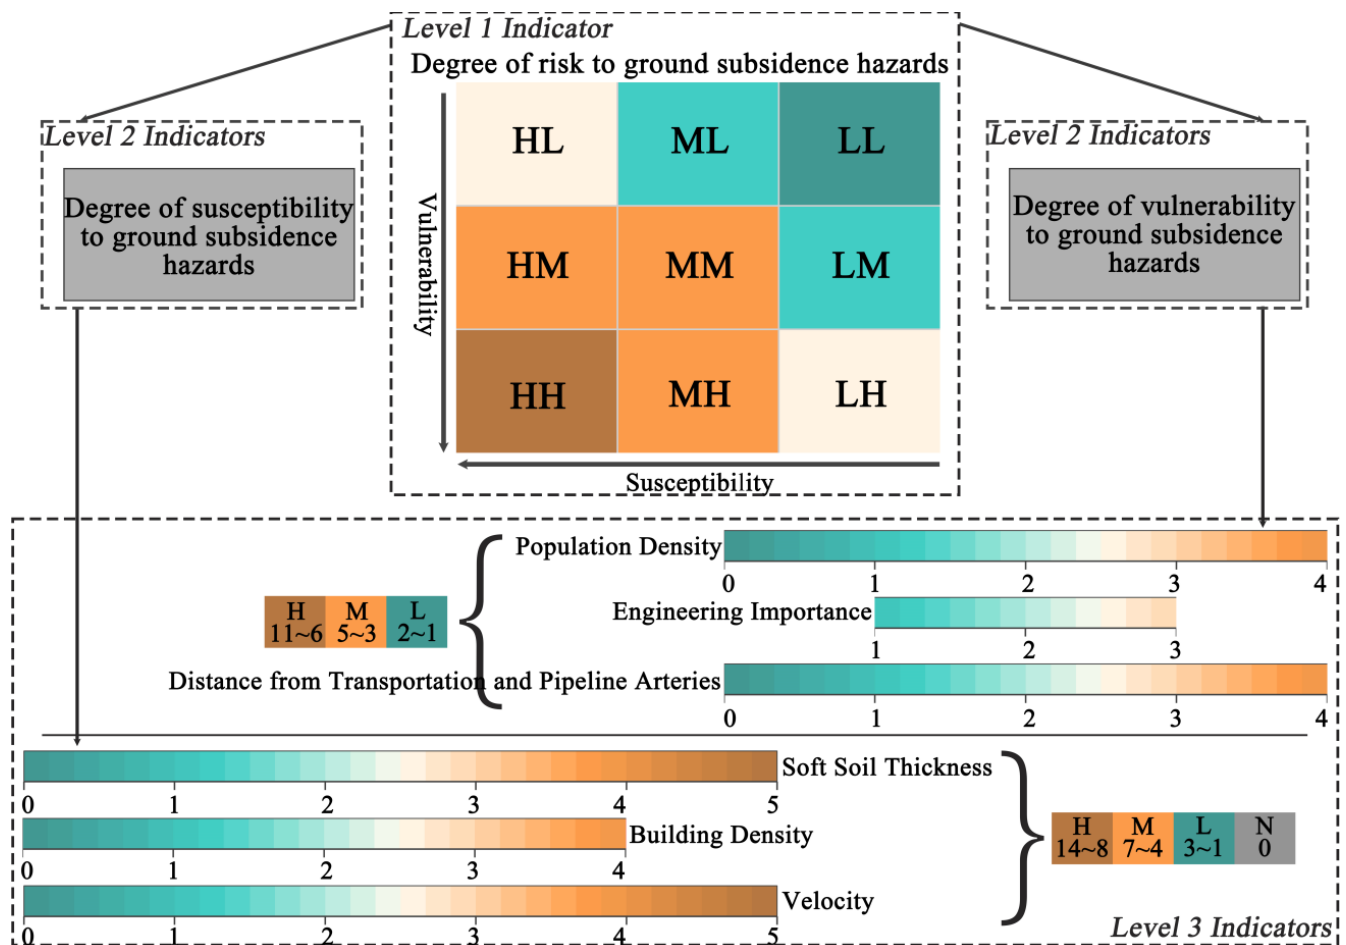 Level 1 Indicator
Degree of risk to ground subsidence hazards
HL
ML
LL
HM
MM
LM
HH
MH
LH
Vulnerability
Susceptibility
Level 2 Indicators
Degree of susceptibility
to ground subsidence
hazards
Level 2 Indicators
Degree of vulnerability
to ground subsidence
hazards
Population Density
0 1 2 3 4
Engineering Importance
1 2 3
Distance from Transportation and Pipeline Arteries
0 1 2 3 4
H M L
11~6 5~3 2~1
Soft Soil Thickness
0 1 2 3 4 5
Building Density
0 1 2 3 4
Velocity
0 1 2 3 4 5
H M L N
14~8 7~4 3~1 0
Level 3 Indicators